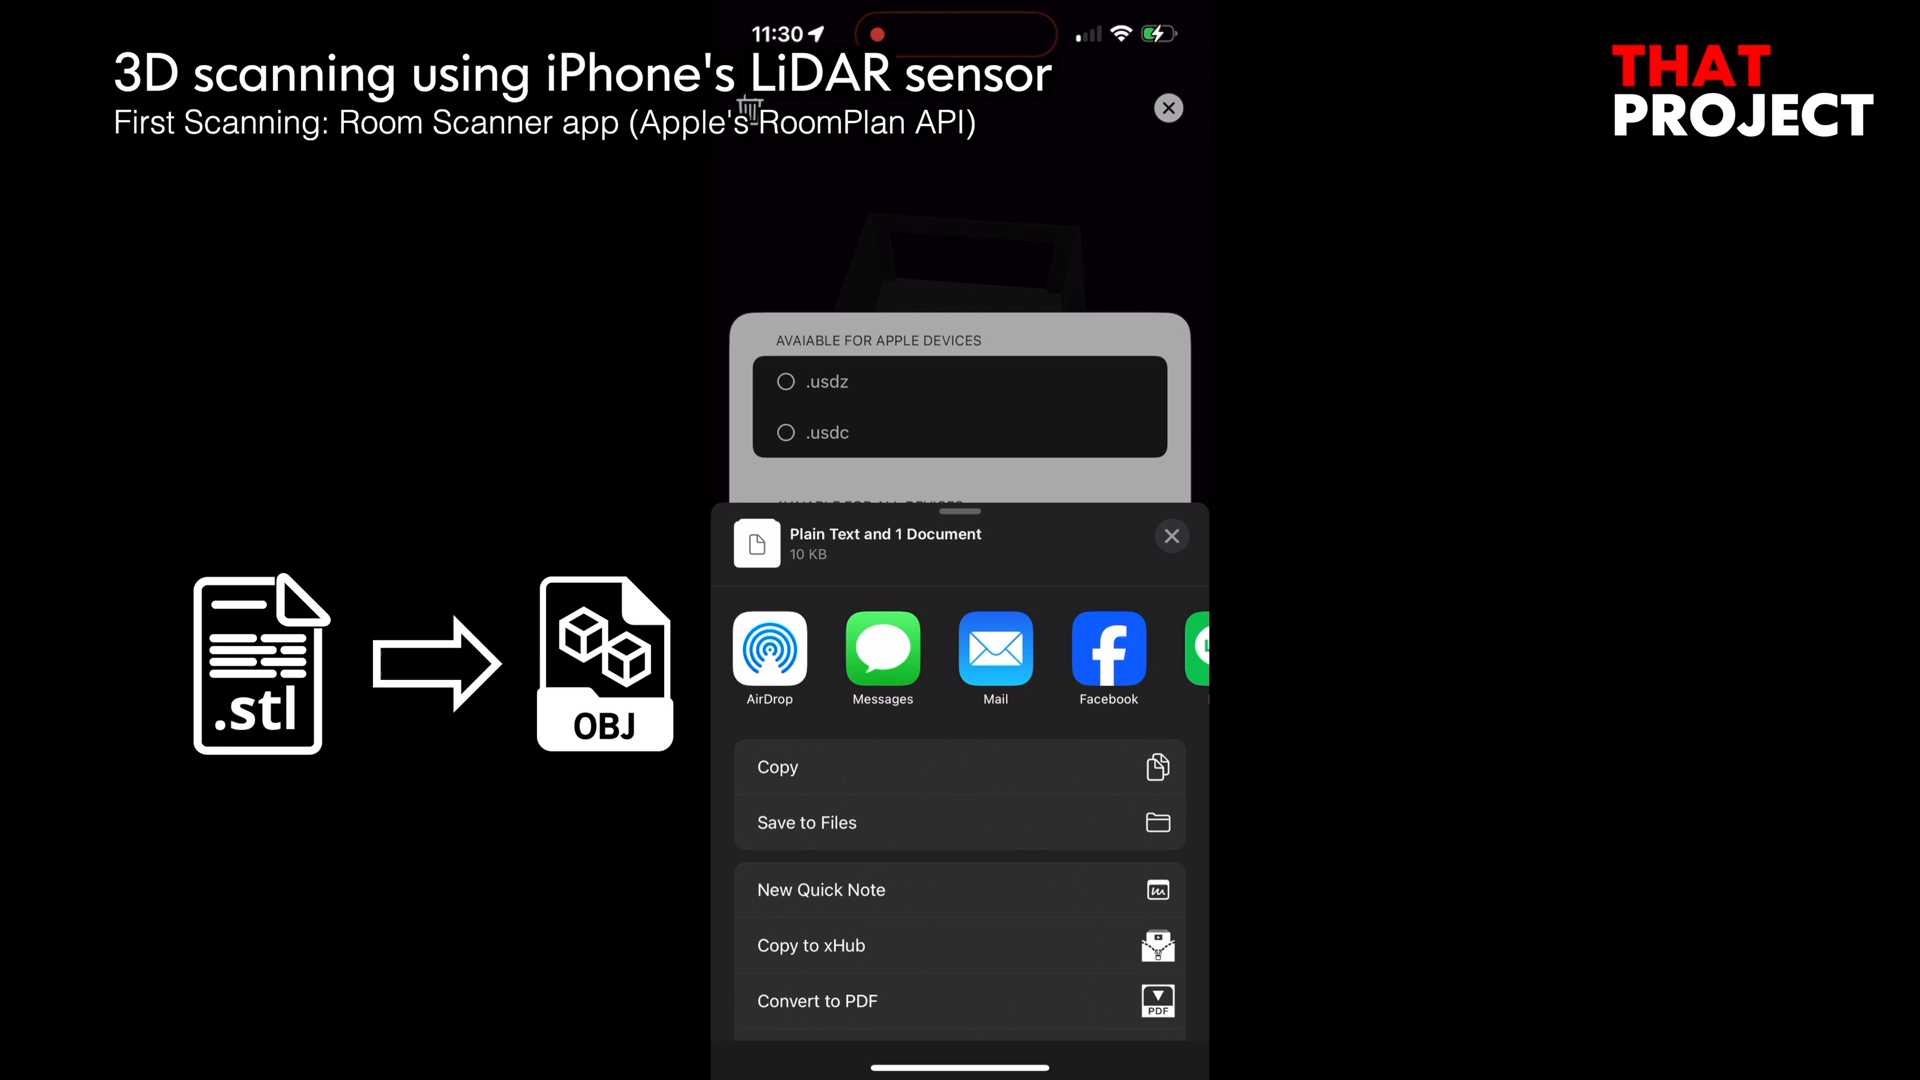 11:30
3D scanning using iPhone's LiDAR sensor
First Scanning: Room Scanner app (Apple's RoomPlan API)
THAT
PROJECT
AVAIABLE FOR APPLE DEVICES
.usdz
.usdc
Plain Text and 1 Document
10 KB
AirDrop
Messages
Mail
Facebook
.stl
OBJ
Copy
Save to Files
New Quick Note
Copy to xHub
Convert to PDF
PDF